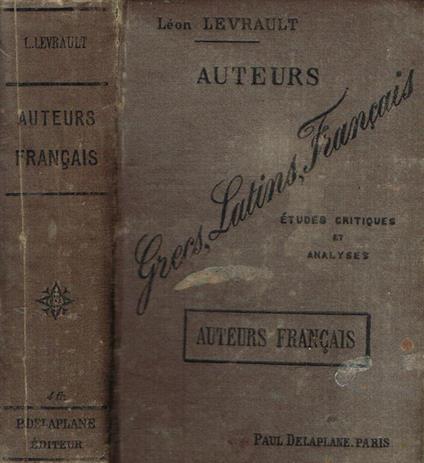 L. LEVRAULT
AUTEURS
FRANÇAIS
P. DELAPLANE
ÉDITEUR
Léon LEVRAULT
AUTEURS
Grecs, Latins, Français
ÉTUDES CRITIQUES
ET
ANALYSES
AUTEURS FRANÇAIS
PAUL DELAPLANE. PARIS